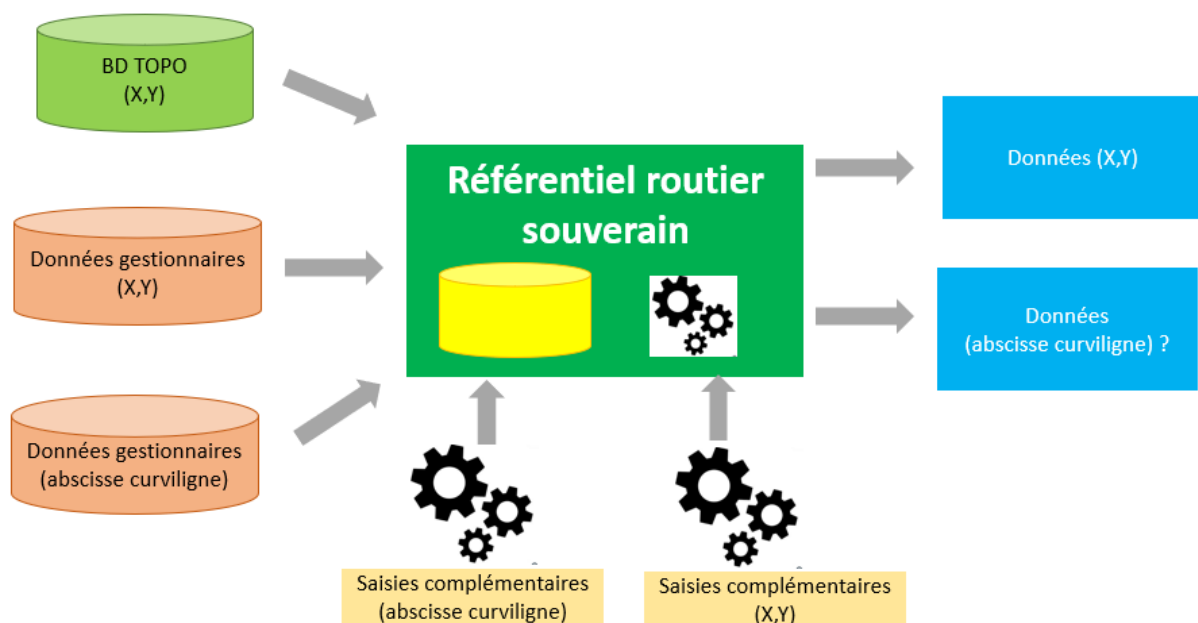 BD TOPO
(X,Y)
Données gestionnaires
(X,Y)
Données gestionnaires
(abscisse curviligne)
Référentiel routier
souverain
Saisies complémentaires
(abscisse curviligne)
Saisies complémentaires
(X,Y)
Données (X,Y)
Données
(abscisse curviligne) ?